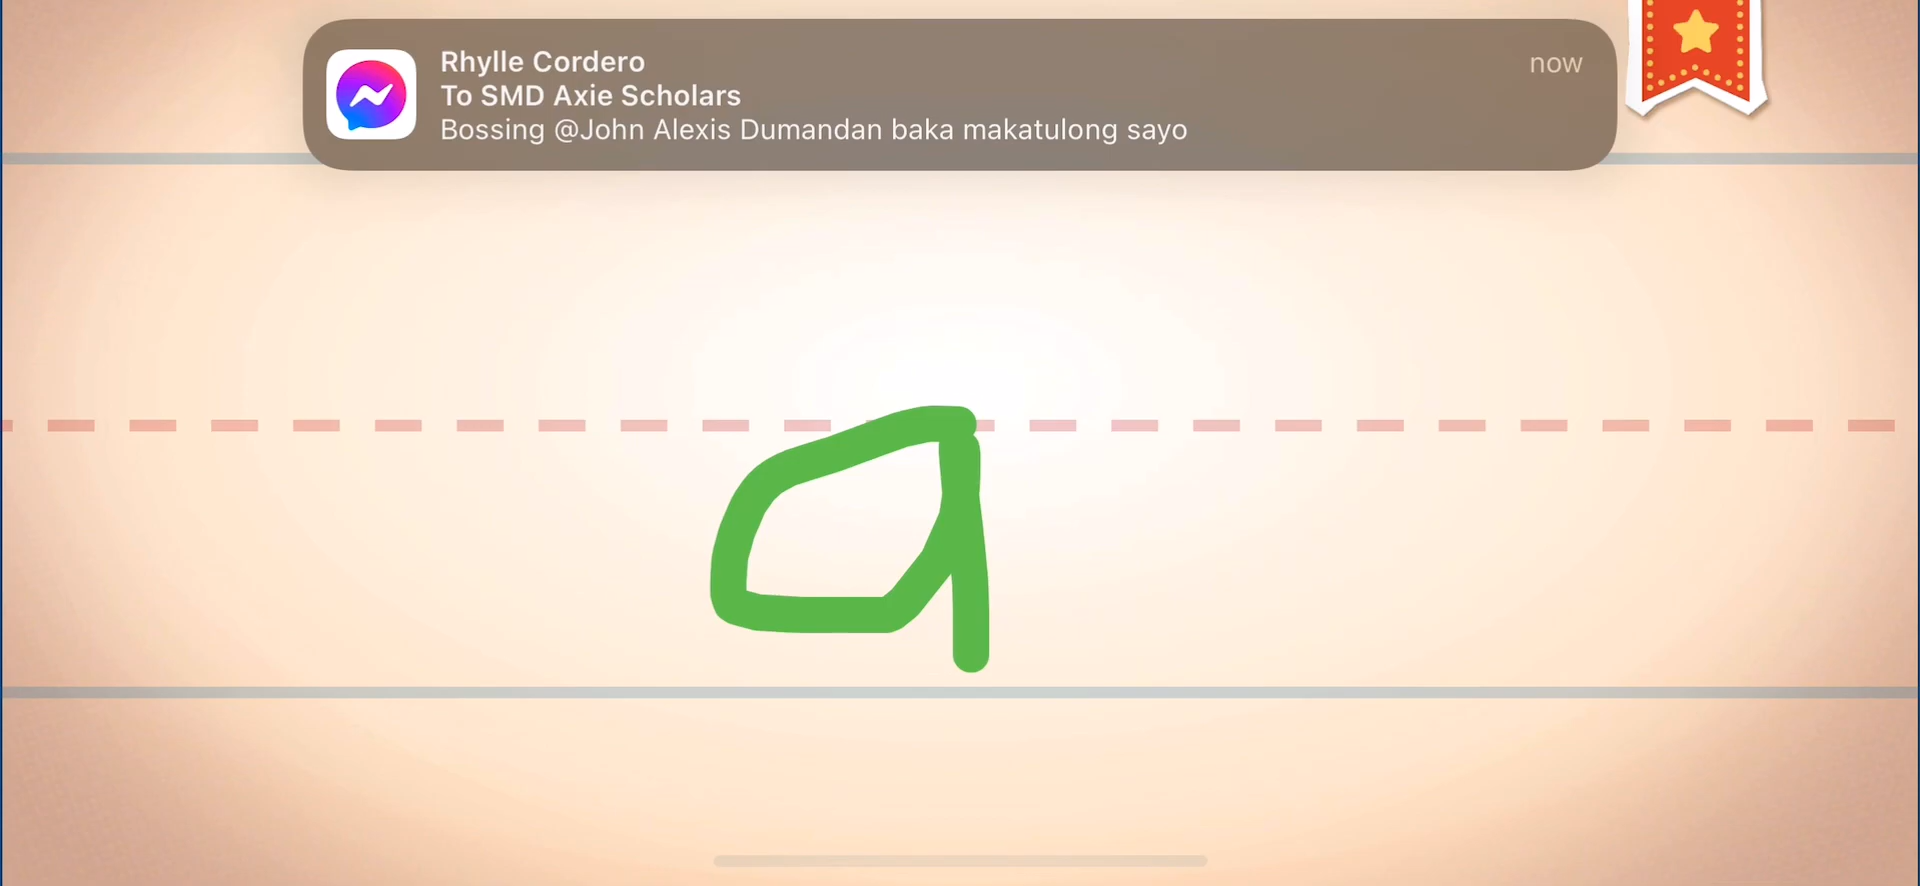 Rhylle Cordero
now
To SMD Axie Scholars
Bossing @John Alexis Dumandan baka makatulong sayo
a